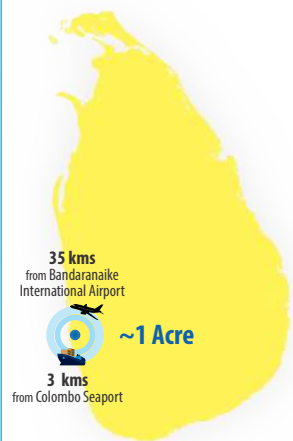 35 kms
from Bandaranaike
International Airport
~1 Acre
3 kms
from Colombo Seaport